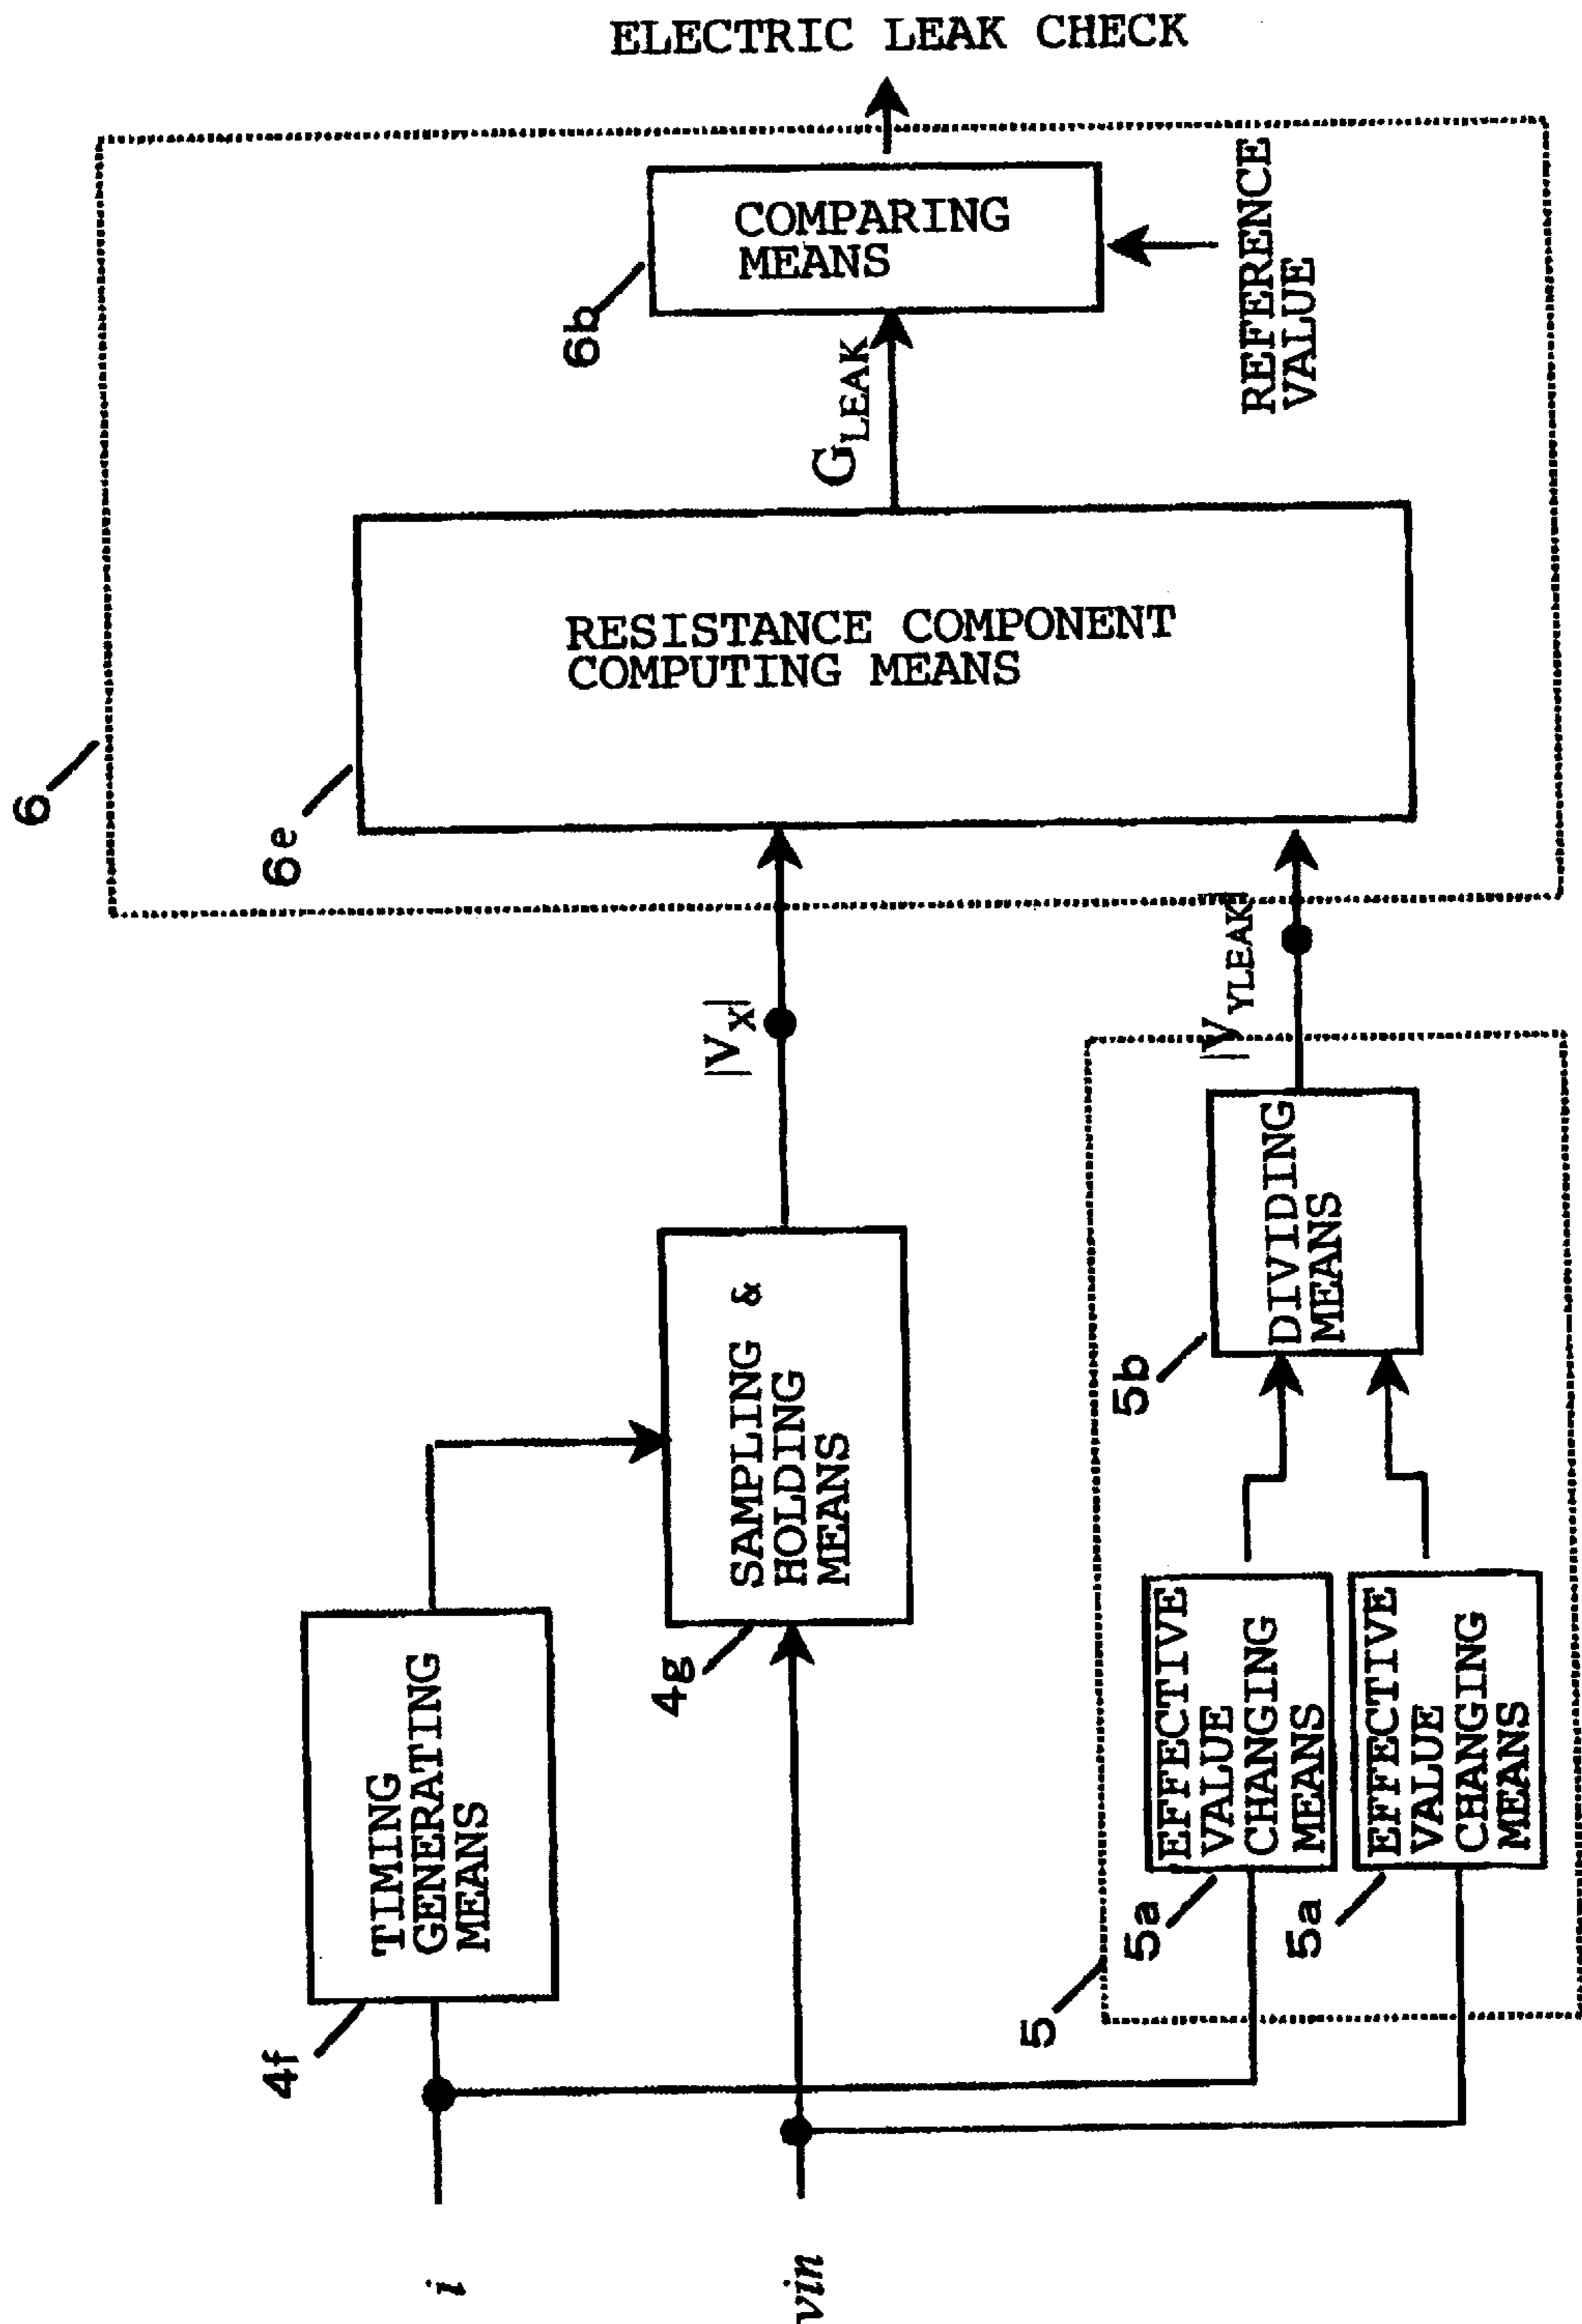 ELECTRIC LEAK CHECK
6
6b
COMPARING
MEANS
REFERENCE
VALUE
GLEAK
6e
RESISTANCE COMPONENT
COMPUTING MEANS
|VX|
|VYLEAK|
4f
TIMING
GENERATING
MEANS
4g
SAMPLING &
HOLDING
MEANS
5
5b
DIVIDING
MEANS
5a
EFFECTIVE
VALUE
CHANGING
MEANS
5a
EFFECTIVE
VALUE
CHANGING
MEANS
i
vin